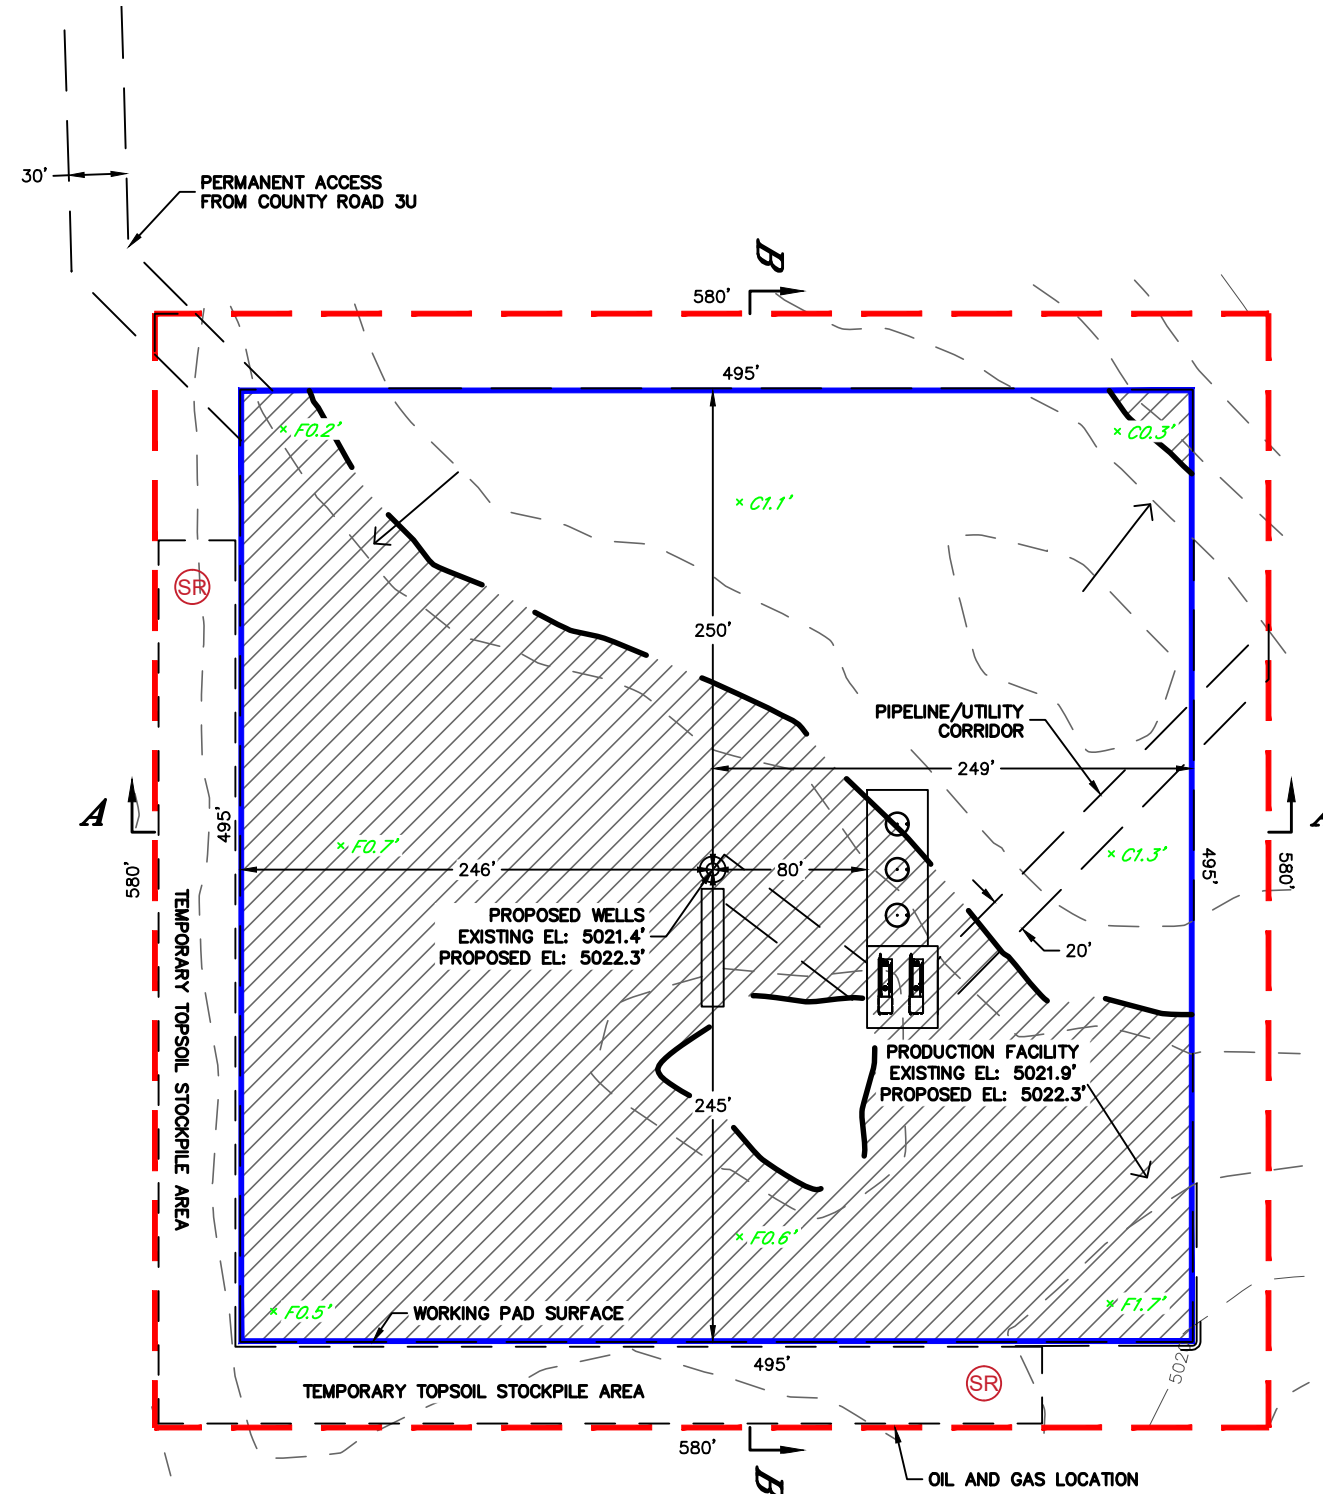 30'
PERMANENT ACCESS
FROM COUNTY ROAD 3U
B
580'
495'
× F0.2'
× C0.3'
× C1.1'
SR
250'
PIPELINE/UTILITY
CORRIDOR
249'
A
495'
580'
× F0.7'
246'
80'
× C1.3'
495'
580'
PROPOSED WELLS
EXISTING EL: 5021.4'
PROPOSED EL: 5022.3'
20'
TEMPORARY TOPSOIL STOCKPILE AREA
PRODUCTION FACILITY
EXISTING EL: 5021.9'
PROPOSED EL: 5022.3'
245'
× F0.6'
× F0.5'
WORKING PAD SURFACE
× F1.7'
495'
502
TEMPORARY TOPSOIL STOCKPILE AREA
SR
580'
B
OIL AND GAS LOCATION